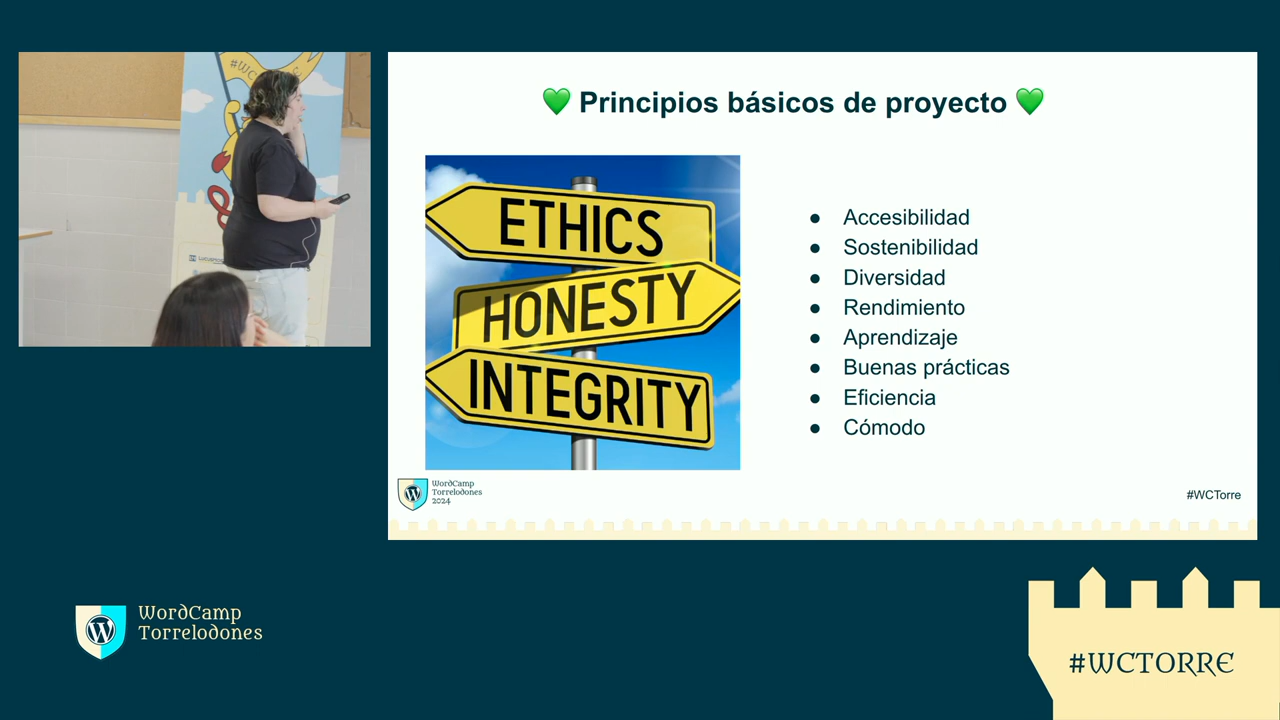 #WC
💚 Principios básicos de proyecto 💚
ETHICS
HONESTY
INTEGRITY
● Accesibilidad
● Sostenibilidad
● Diversidad
● Rendimiento
● Aprendizaje
● Buenas prácticas
● Eficiencia
● Cómodo
WordCamp
Torrelodones
2024
#WCTorre
WordCamp
Torrelodones
#WCTORRE